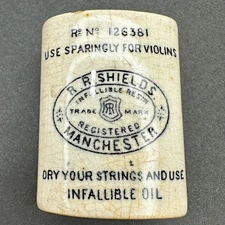 Rd No 126381
USE SPARINGLY FOR VIOLINS
R. R. SHIELDS
INFALLIBLE RESIN
TRADE MARK
REGISTERED
MANCHESTER
DRY YOUR STRINGS AND USE
INFALLIBLE OIL